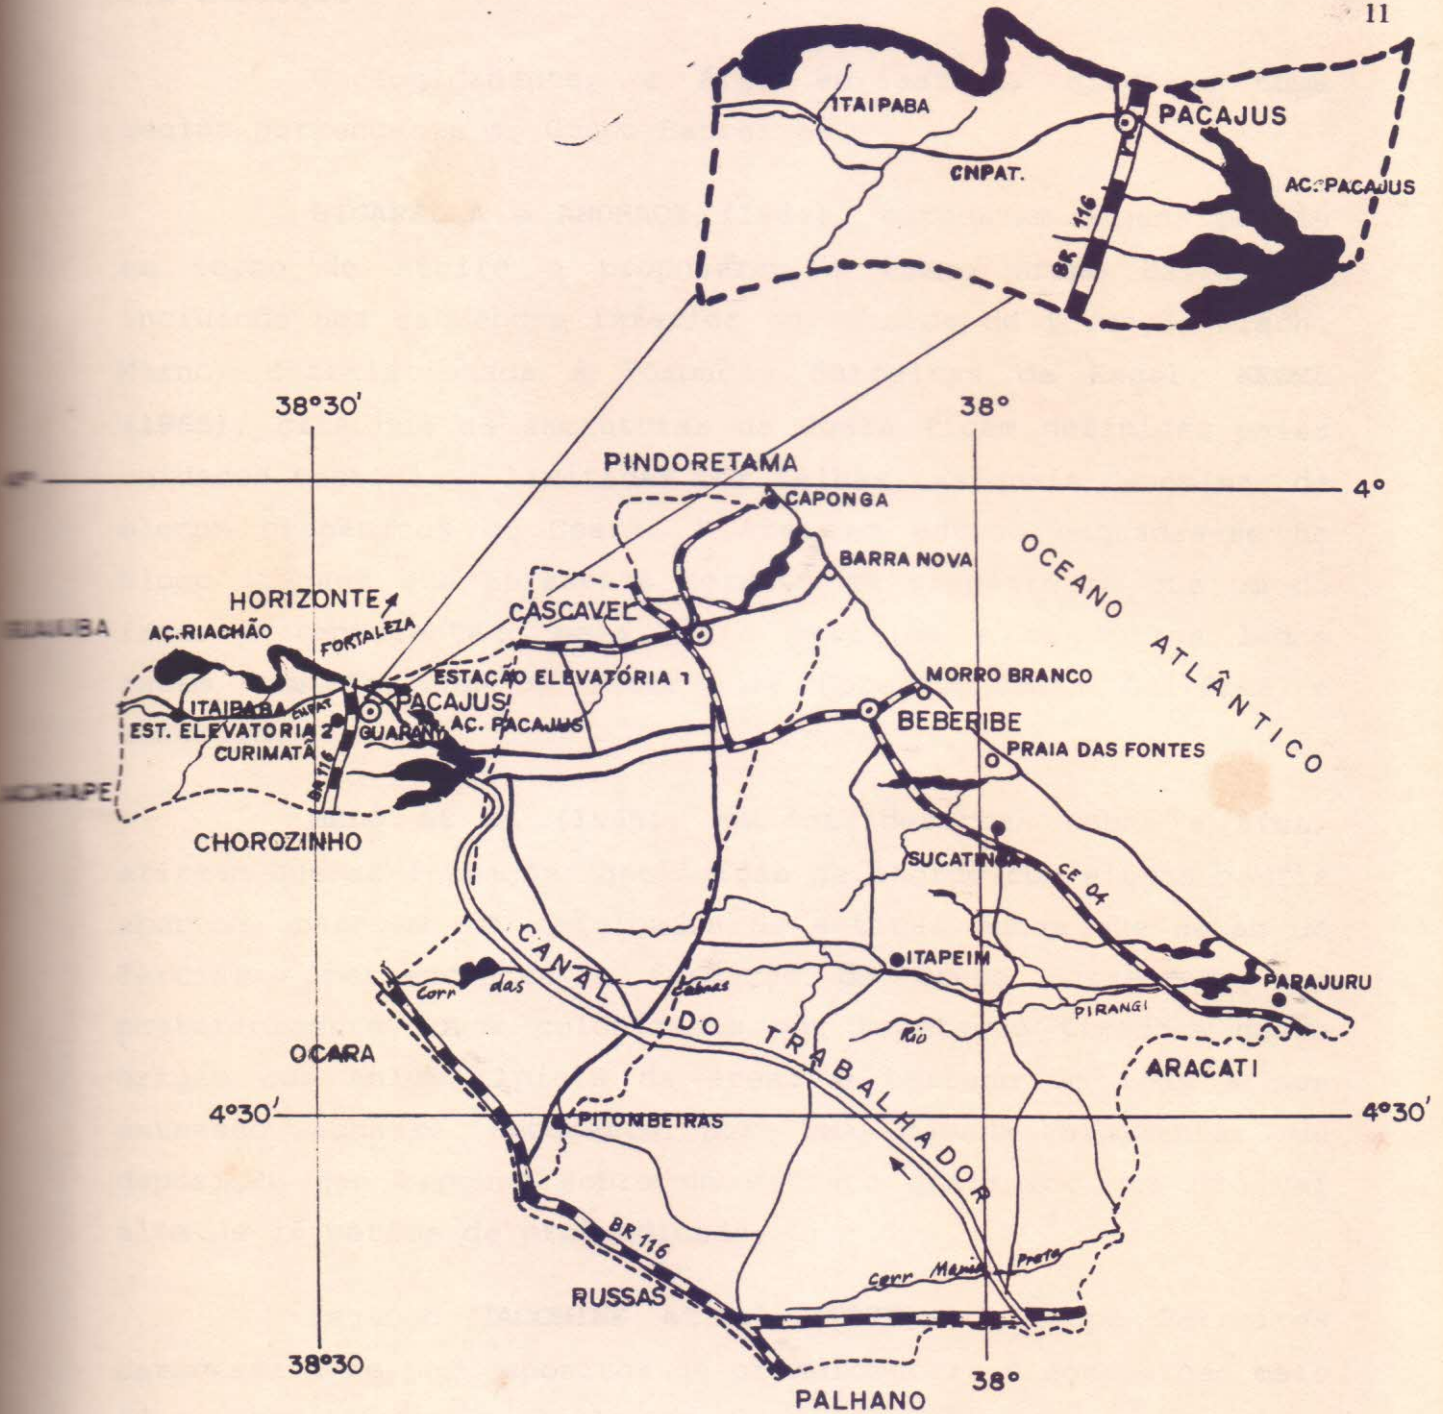 11
ITAIPABA
PACAJUS
CNPAT.
AC. PACAJUS
BR 116
38°30'
38°
PINDORETAMA
4°
CAPONGA
BARRA NOVA
OCEANO ATLÂNTICO
HORIZONTE
CASCAVEL
AÇ. RIACHÃO
FORTALEZA
ESTAÇÃO ELEVATÓRIA 1
MORRO BRANCO
ITAIPABA
CNPAT
PACAJUS
BEBERIBE
EST. ELEVATORIA 2
GUARANY
AÇ. PACAJUS
CURIMATÃ
PRAIA DAS FONTES
BR 116
CHOROZINHO
SUCATINGA
CE 04
CANAL DO TRABALHADOR
ITAPEIM
Corr das Cabras
PARAJURU
PIRANGI
Rio
OCARA
ARACATI
4°30'
4°30'
PITOMBEIRAS
BR 116
Corr Maria Preta
RUSSAS
38°30
38°
PALHANO